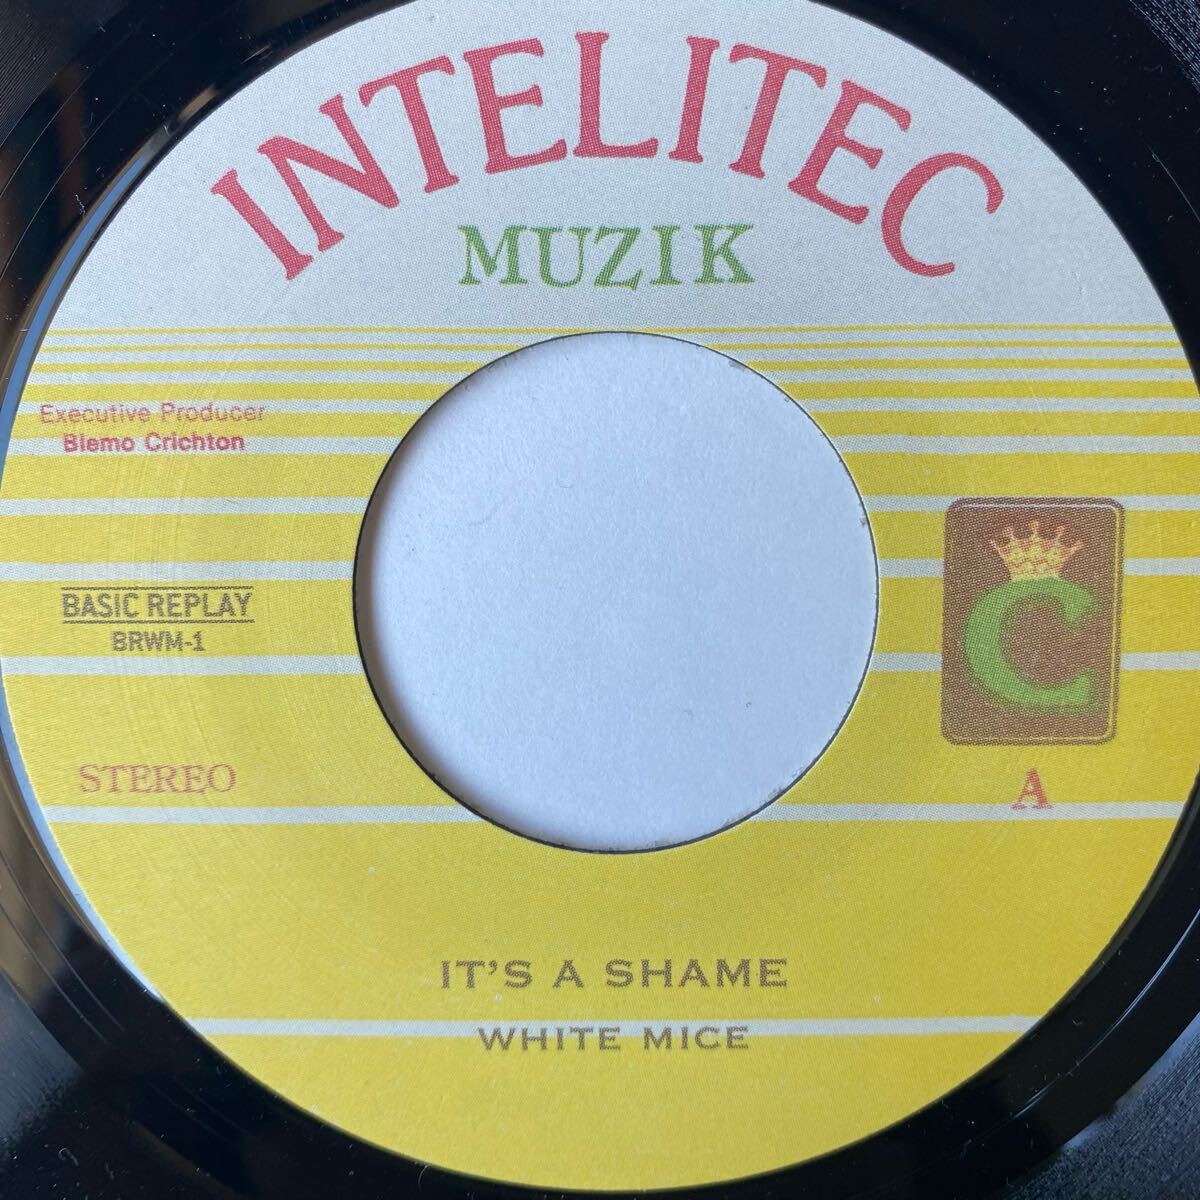 INTELITEC
MUZIK
Executive Producer
Blemo Crichton
BASIC REPLAY
BRWM-1
C
STEREO
A
IT'S A SHAME
WHITE MICE